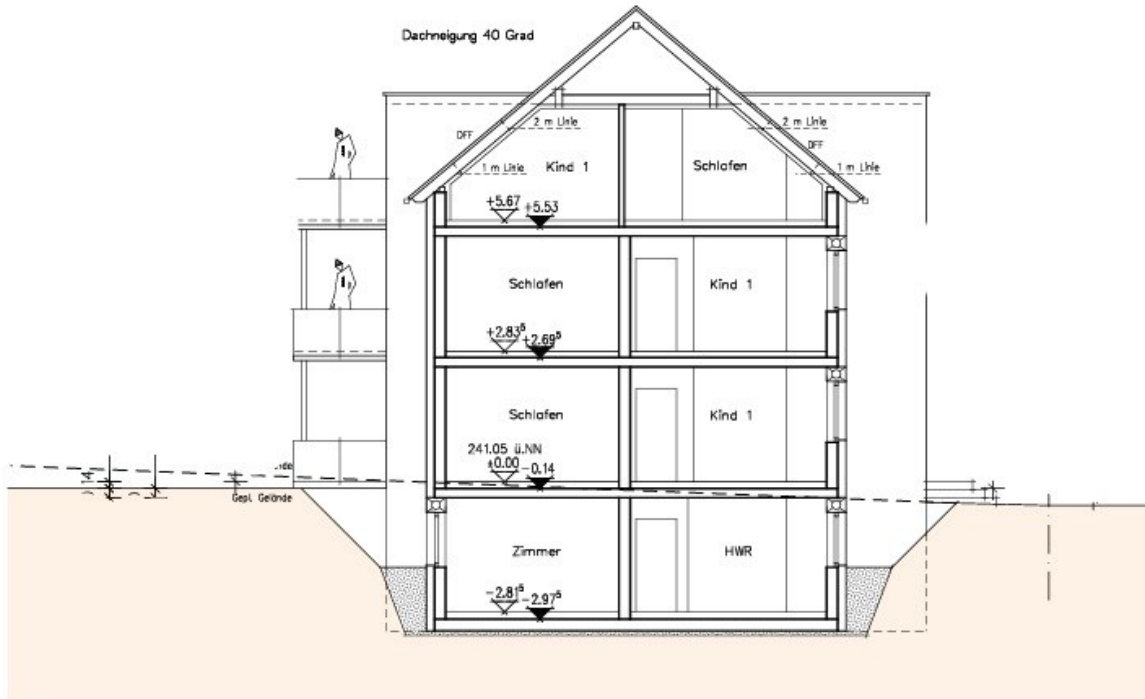 Dachneigung 40 Grad
2 m Linie
2 m Linie
DFF
DFF
Kind 1
Schlafen
1 m Linie
1 m Linie
+5.67
+5.53
Schlafen
Kind 1
+2.83⁵
+2.69⁵
Schlafen
Kind 1
241.05 ü.NN
±0.00
-0.14
Gepl. Gelände
Zimmer
HWR
-2.81⁵
-2.97⁵